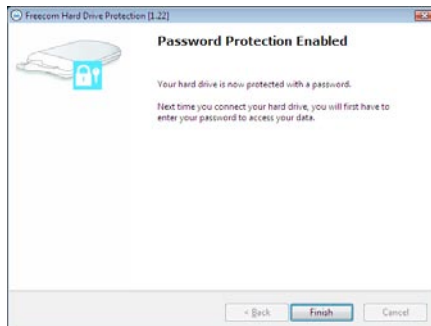 Freecom Hard Drive Protection [1.22]
Password Protection Enabled
Your hard drive is now protected with a password.
Next time you connect your hard drive, you will first have to
enter your password to access your data.
< Back
Finish
Cancel